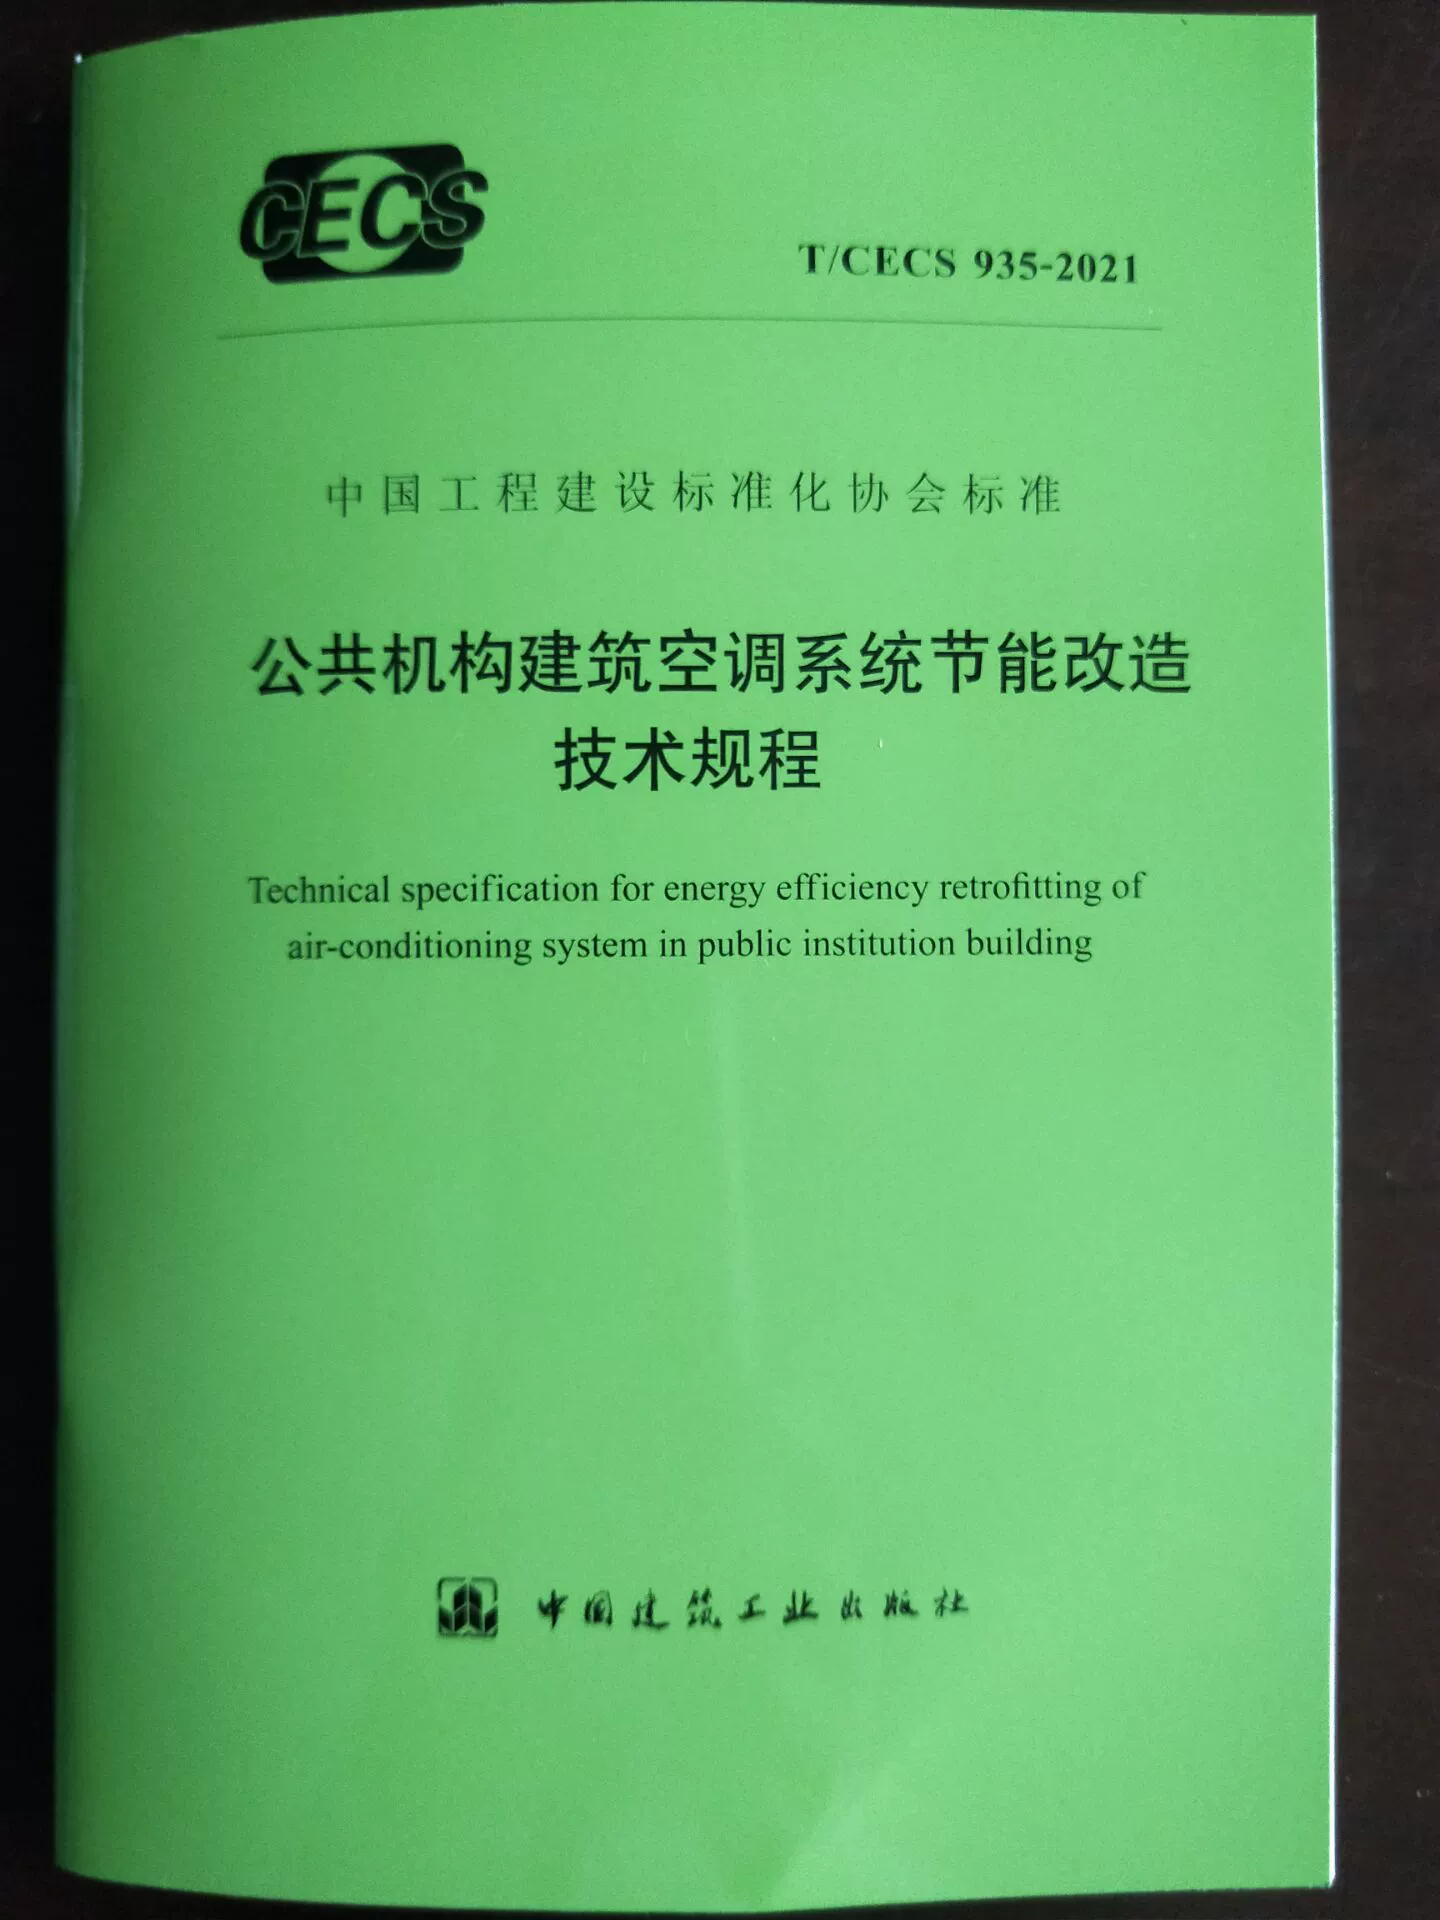 CECS
T/CECS 935-2021
中国工程建设标准化协会标准
公共机构建筑空调系统节能改造
技术规程
Technical specification for energy efficiency retrofitting of
air-conditioning system in public institution building
中国建筑工业出版社